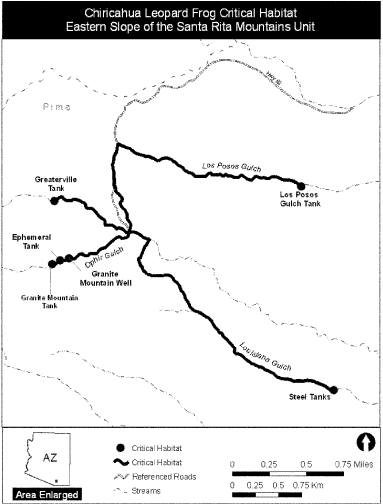 Chiricahua Leopard Frog Critical Habitat
Eastern Slope of the Santa Rita Mountains Unit
Hwy 83
Pima
Los Posos Gulch
Greaterville
Tank
Los Posos
Gulch Tank
Ephemeral
Tank
Ophir Gulch
Granite
Mountain Well
Granite Mountain
Tank
Louisiana Gulch
Steel Tanks
AZ
Area Enlarged
Critical Habitat
Critical Habitat
Referenced Roads
Streams
0 0.25 0.5 0.75 Miles
0 0.25 0.5 0.75 Km